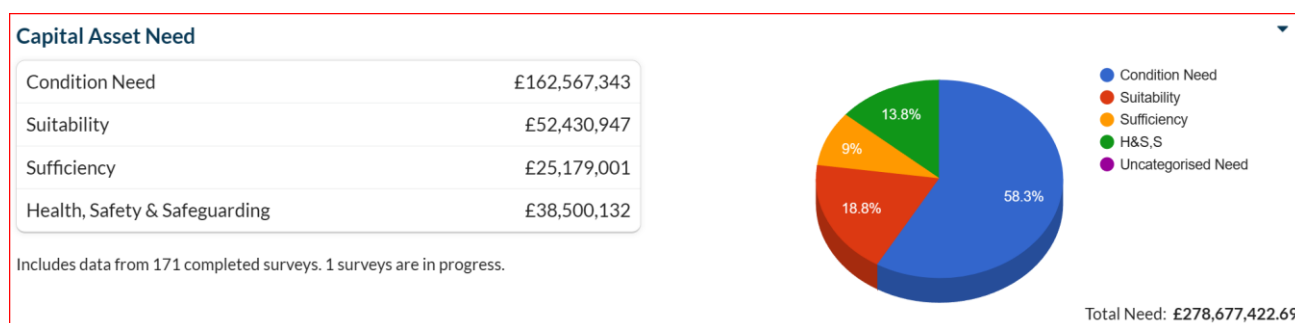 Capital Asset Need
Condition Need £162,567,343
Suitability £52,430,947
Sufficiency £25,179,001
Health, Safety & Safeguarding £38,500,132
Includes data from 171 completed surveys. 1 surveys are in progress.
13.8%
9%
18.8%
58.3%
Condition Need
Suitability
Sufficiency
H&S,S
Uncategorised Need
Total Need: £278,677,422.69